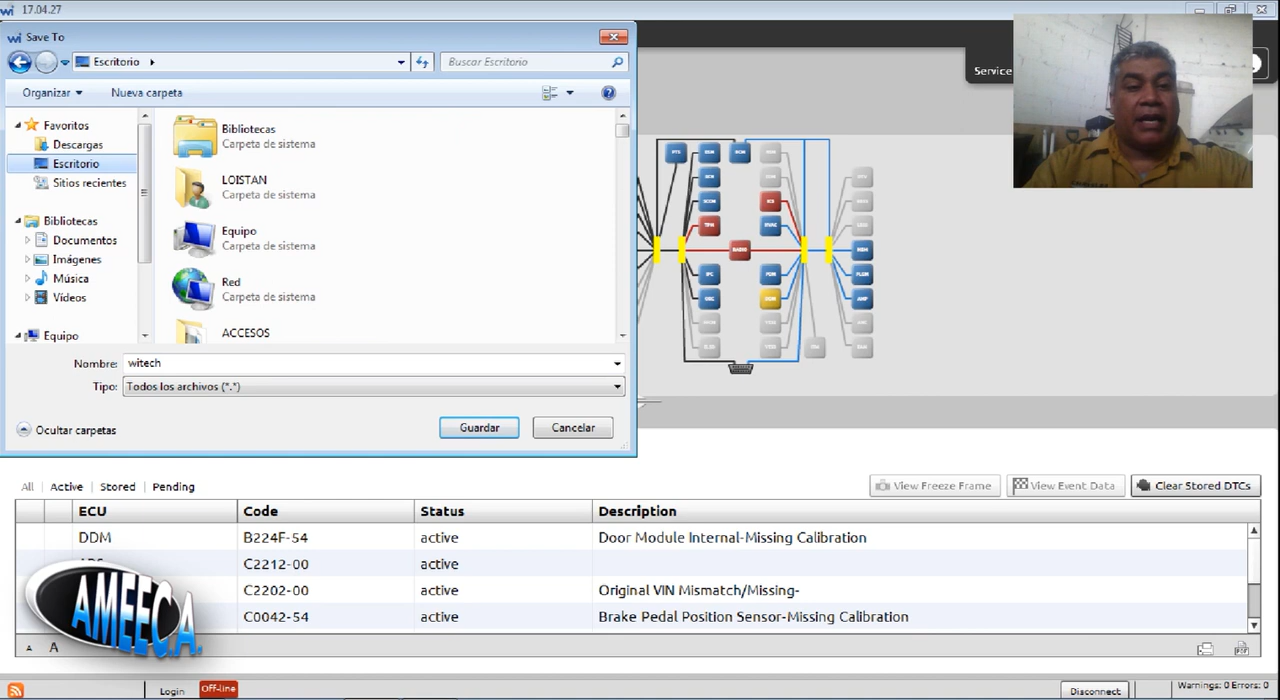 wi 17.04.27
wi Save To
Escritorio
Buscar Escritorio
Organizar
Nueva carpeta
Favoritos
Descargas
Escritorio
Sitios recientes
Bibliotecas
Documentos
Imágenes
Música
Vídeos
Equipo
Bibliotecas
Carpeta de sistema
LOISTAN
Carpeta de sistema
Equipo
Carpeta de sistema
Red
Carpeta de sistema
ACCESOS
Nombre: witech
Tipo: Todos los archivos (*.*)
Ocultar carpetas
Guardar
Cancelar
Service
RADIO
HVAC
IPC
AMP
All Active Stored Pending
View Freeze Frame
View Event Data
Clear Stored DTCs
ECU Code Status Description
DDM B224F-54 active Door Module Internal-Missing Calibration
C2212-00 active
C2202-00 active Original VIN Mismatch/Missing-
C0042-54 active Brake Pedal Position Sensor-Missing Calibration
AMEECA.
A A
Login Off-line
Disconnect
Warnings: 0 Errors: 0